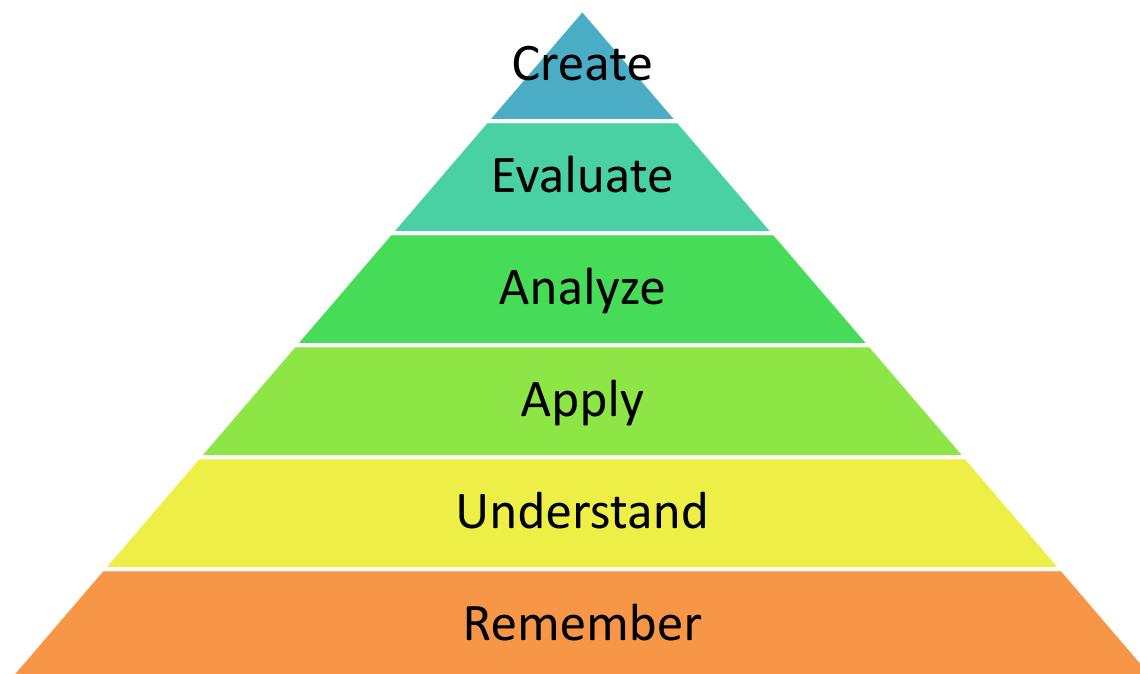 Create
Evaluate
Analyze
Apply
Understand
Remember